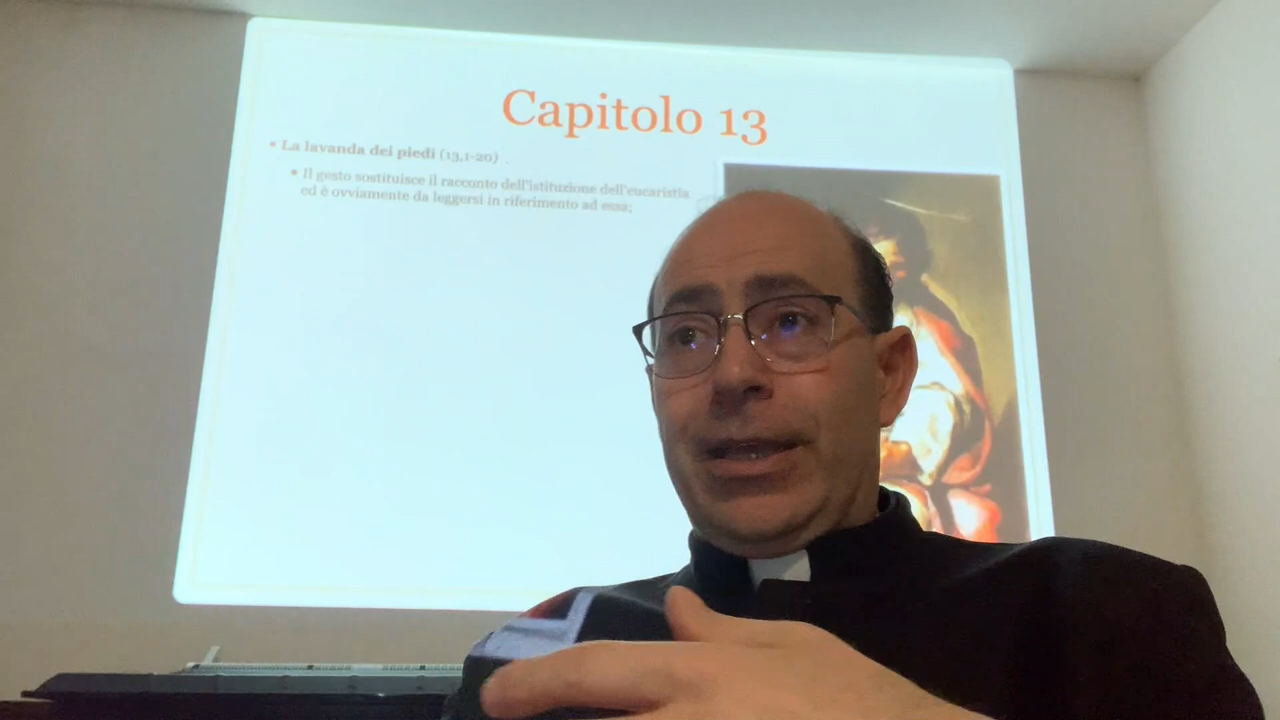 Capitolo 13
• La lavanda dei piedi (13,1-20)
• Il gesto sostituisce il racconto dell'istituzione dell'eucaristia
ed è ovviamente da leggersi in riferimento ad essa;